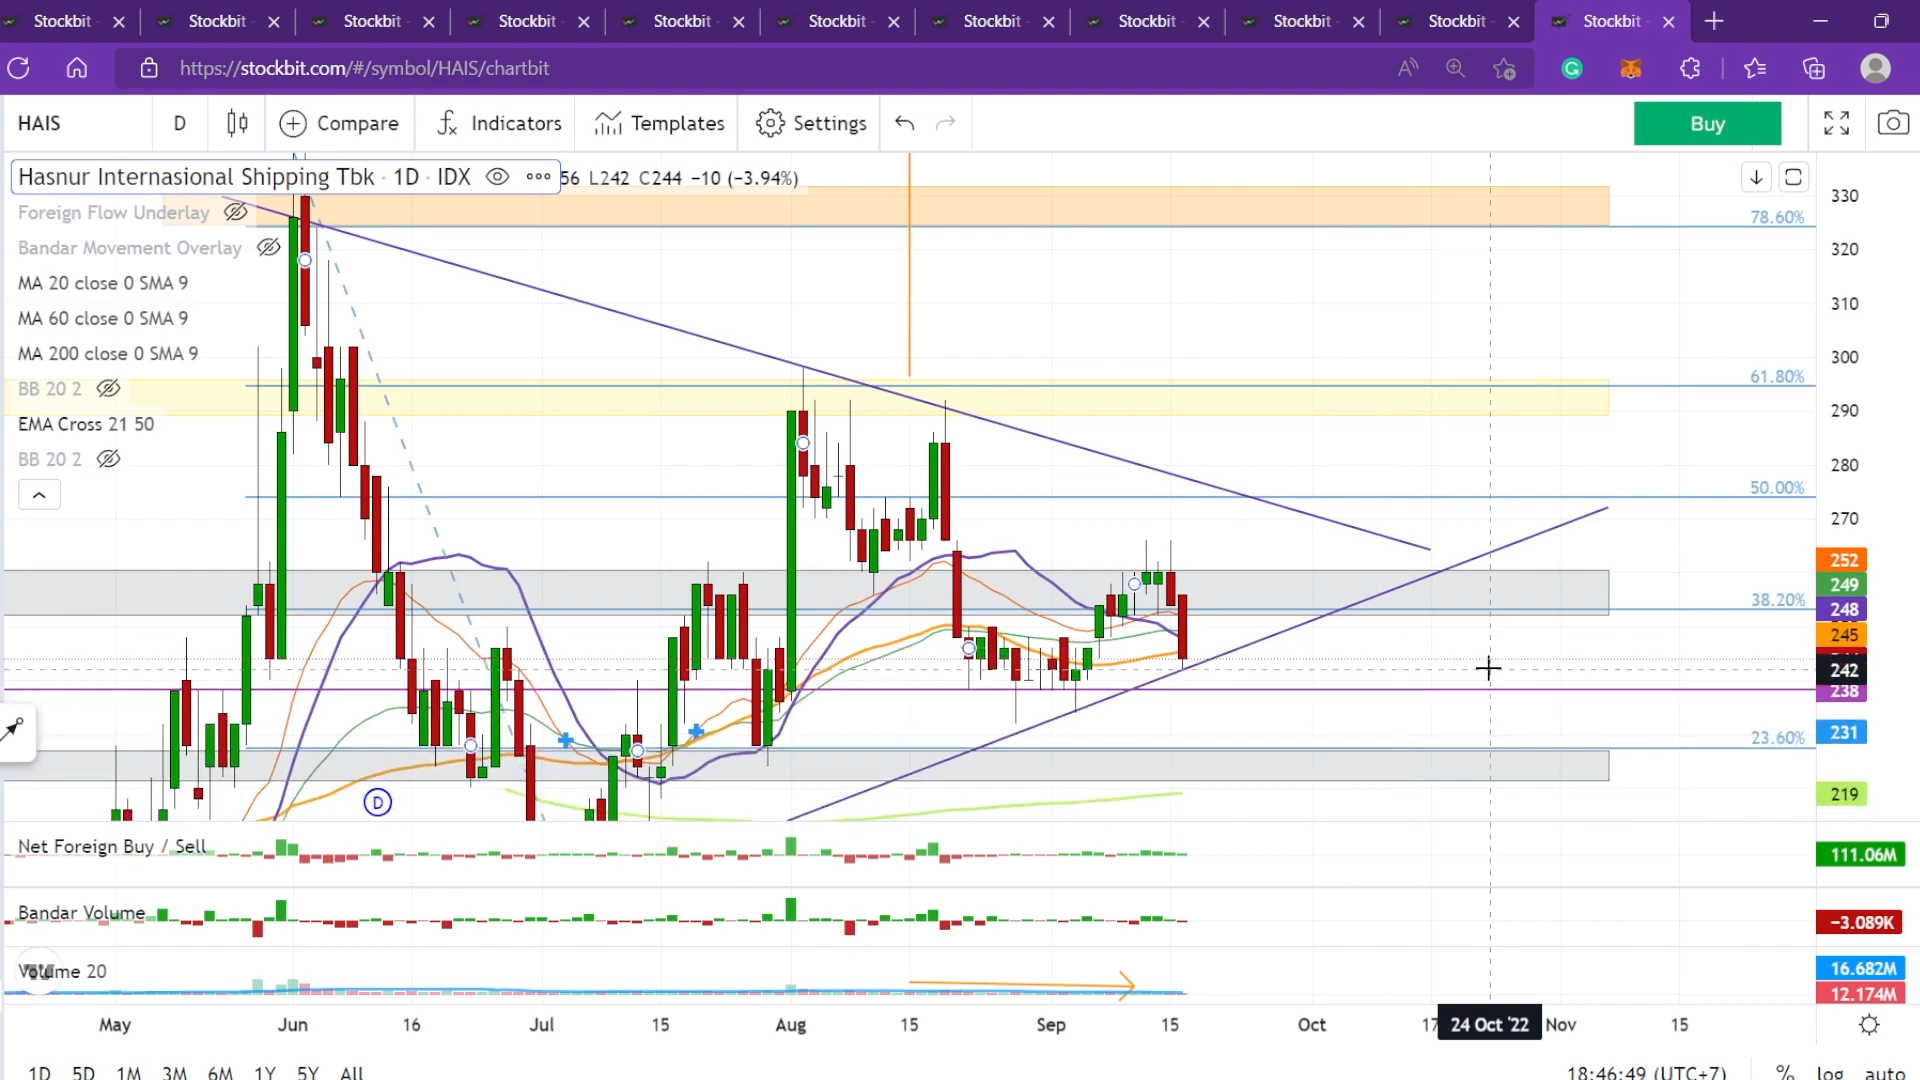 Stockbit Stockbit Stockbit Stockbit Stockbit Stockbit Stockbit Stockbit Stockbit Stockbit Stockbit
https://stockbit.com/#/symbol/HAIS/chartbit
HAIS D Compare Indicators Templates Settings Buy
Hasnur Internasional Shipping Tbk · 1D · IDX 56 L242 C244 −10 (−3.94%)
Foreign Flow Underlay
Bandar Movement Overlay
MA 20 close 0 SMA 9
MA 60 close 0 SMA 9
MA 200 close 0 SMA 9
BB 20 2
EMA Cross 21 50
BB 20 2
78.60%
61.80%
50.00%
38.20%
23.60%
330
320
310
300
290
280
270
252
249
248
245
242
238
231
219
D
Net Foreign Buy / Sell 111.06M
Bandar Volume −3.089K
Volume 20 16.682M
12.174M
May Jun 16 Jul 15 Aug 15 Sep 15 Oct 17 24 Oct '22 Nov 15
1D 5D 1M 3M 6M 1Y 5Y All 18:46:49 (UTC+7) % log auto